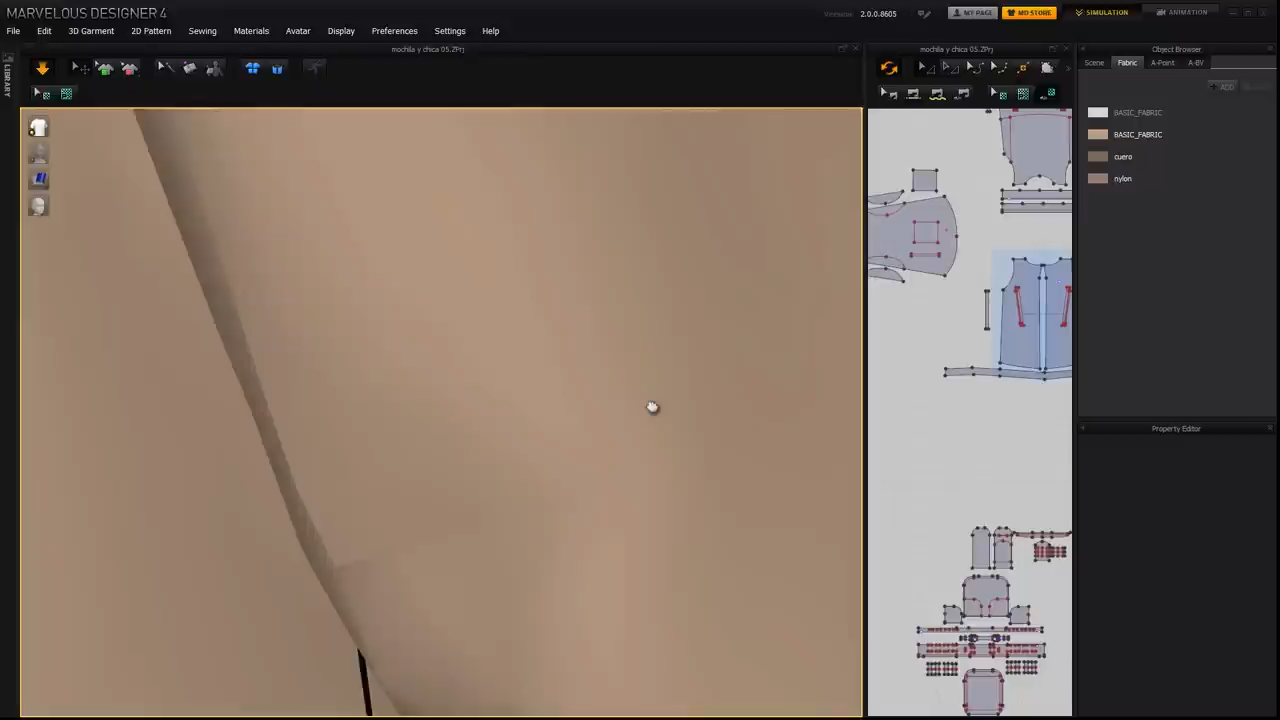 MARVELOUS DESIGNER 4
2.0.0.8605
MY PAGE
MD STORE
SIMULATION
ANIMATION
File Edit 3D Garment 2D Pattern Sewing Materials Avatar Display Preferences Settings Help
mochila y chica 05.ZPrj
mochila y chica 05.ZPrj
Object Browser
LIBRARY
Scene Fabric A-Point A-BV
+ ADD
BASIC_FABRIC
BASIC_FABRIC
cuero
nylon
Property Editor